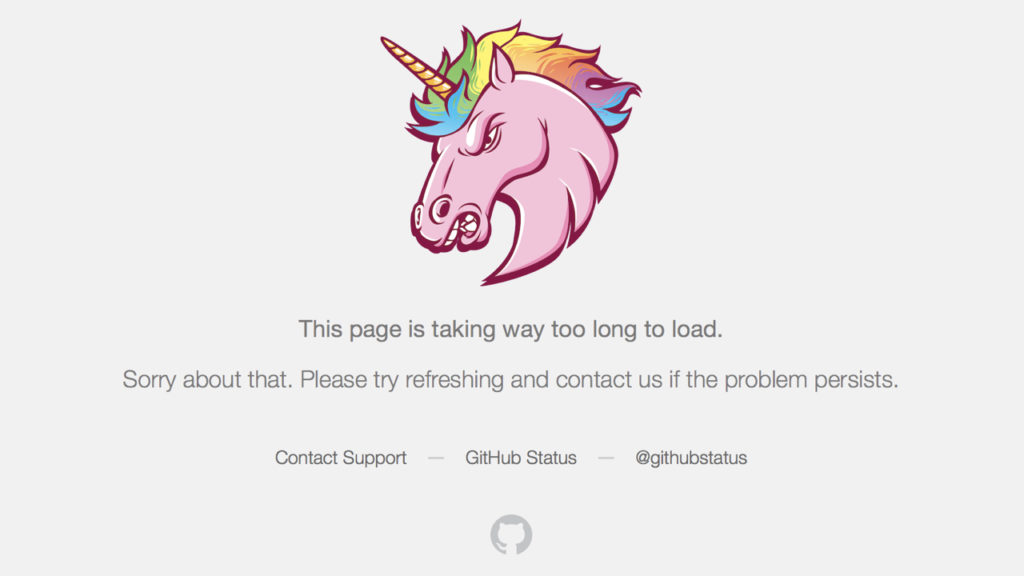 This page is taking way too long to load.
Sorry about that. Please try refreshing and contact us if the problem persists.
Contact Support — GitHub Status — @githubstatus